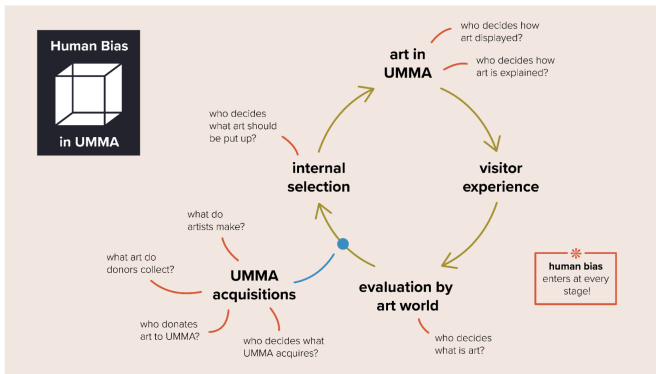 Human Bias
in UMMA
art in
UMMA
who decides how
art displayed?
who decides how
art is explained?
who decides
what art should
be put up?
internal
selection
visitor
experience
what do
artists make?
what art do
donors collect?
UMMA
acquisitions
who donates
art to UMMA?
who decides what
UMMA acquires?
evaluation by
art world
who decides
what is art?
human bias
enters at every
stage!